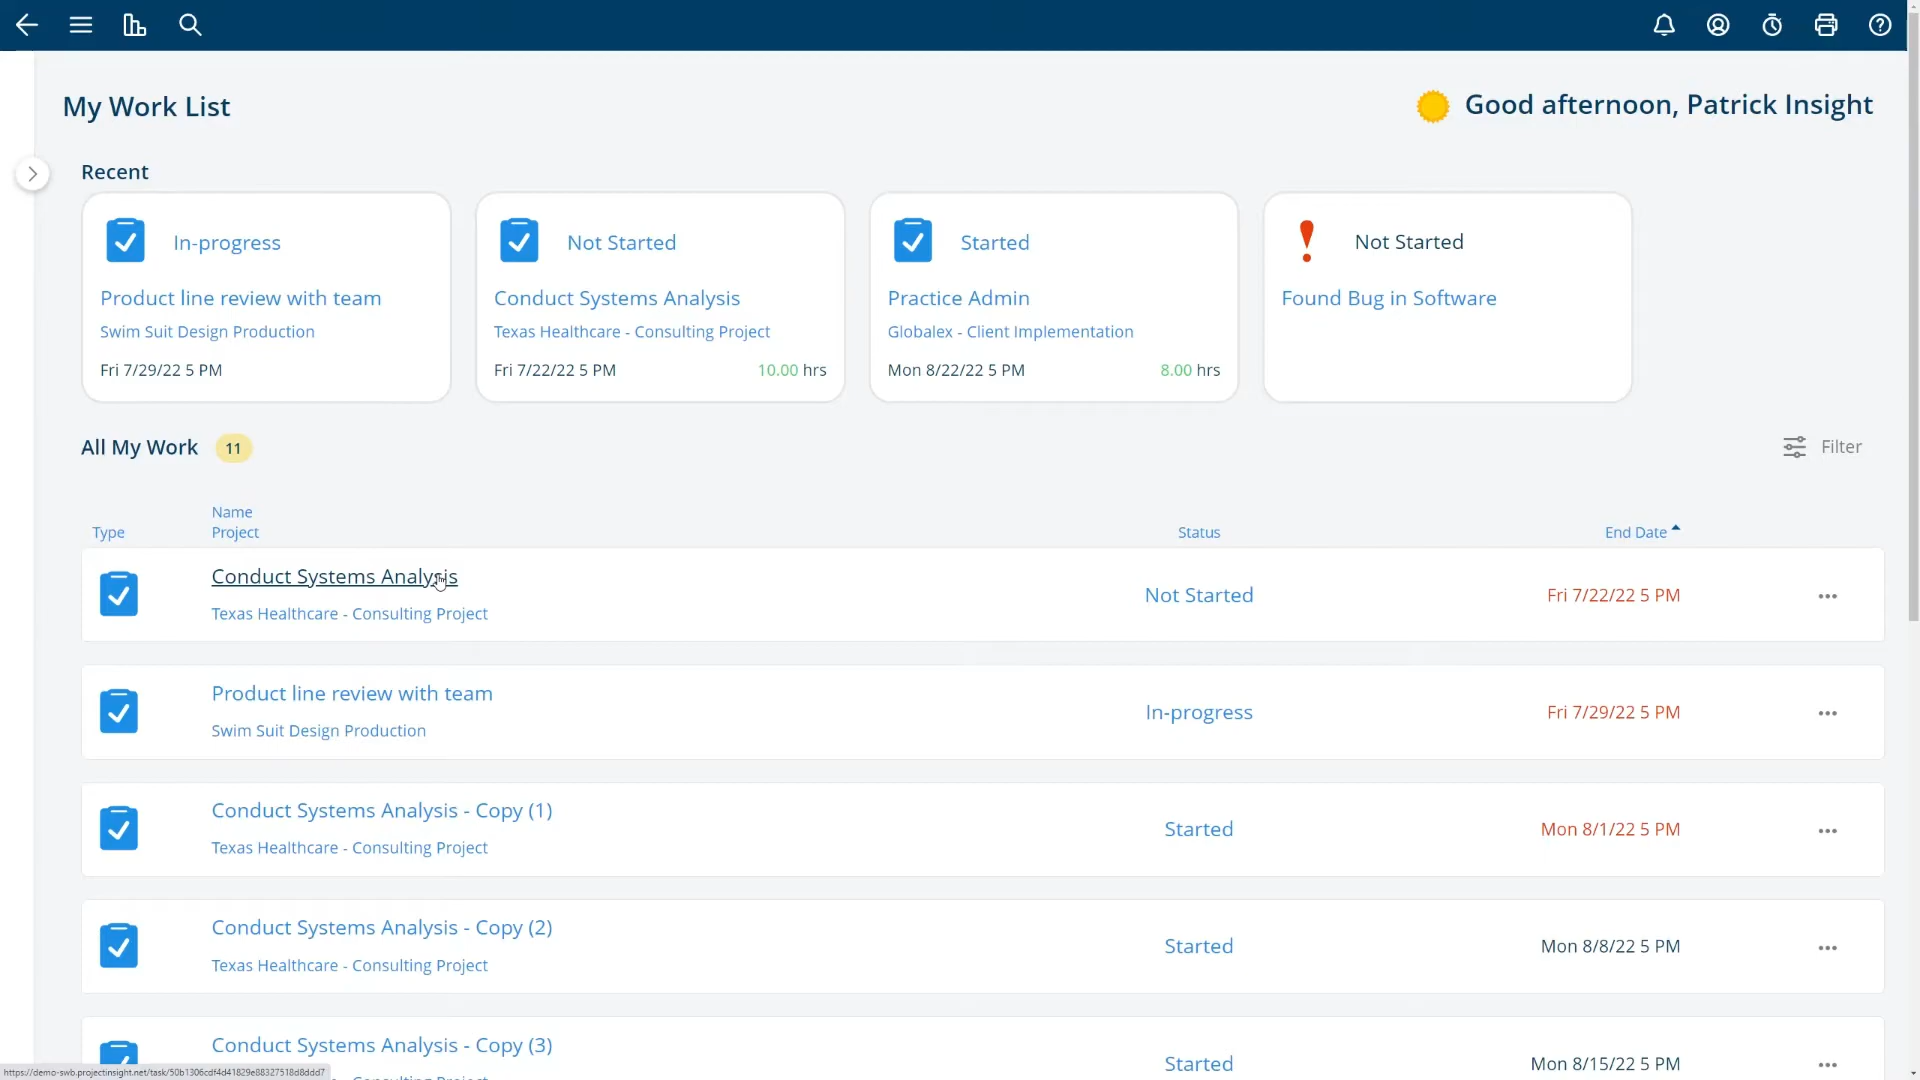 My Work List
Good afternoon, Patrick Insight
Recent
In-progress
Product line review with team
Swim Suit Design Production
Fri 7/29/22 5 PM
Not Started
Conduct Systems Analysis
Texas Healthcare - Consulting Project
Fri 7/22/22 5 PM 10.00 hrs
Started
Practice Admin
Globalex - Client Implementation
Mon 8/22/22 5 PM 8.00 hrs
Not Started
Found Bug in Software
All My Work 11
Filter
Type
Name
Project
Status
End Date
Conduct Systems Analysis
Texas Healthcare - Consulting Project
Not Started
Fri 7/22/22 5 PM
Product line review with team
Swim Suit Design Production
In-progress
Fri 7/29/22 5 PM
Conduct Systems Analysis - Copy (1)
Texas Healthcare - Consulting Project
Started
Mon 8/1/22 5 PM
Conduct Systems Analysis - Copy (2)
Texas Healthcare - Consulting Project
Started
Mon 8/8/22 5 PM
Conduct Systems Analysis - Copy (3)
Started
Mon 8/15/22 5 PM